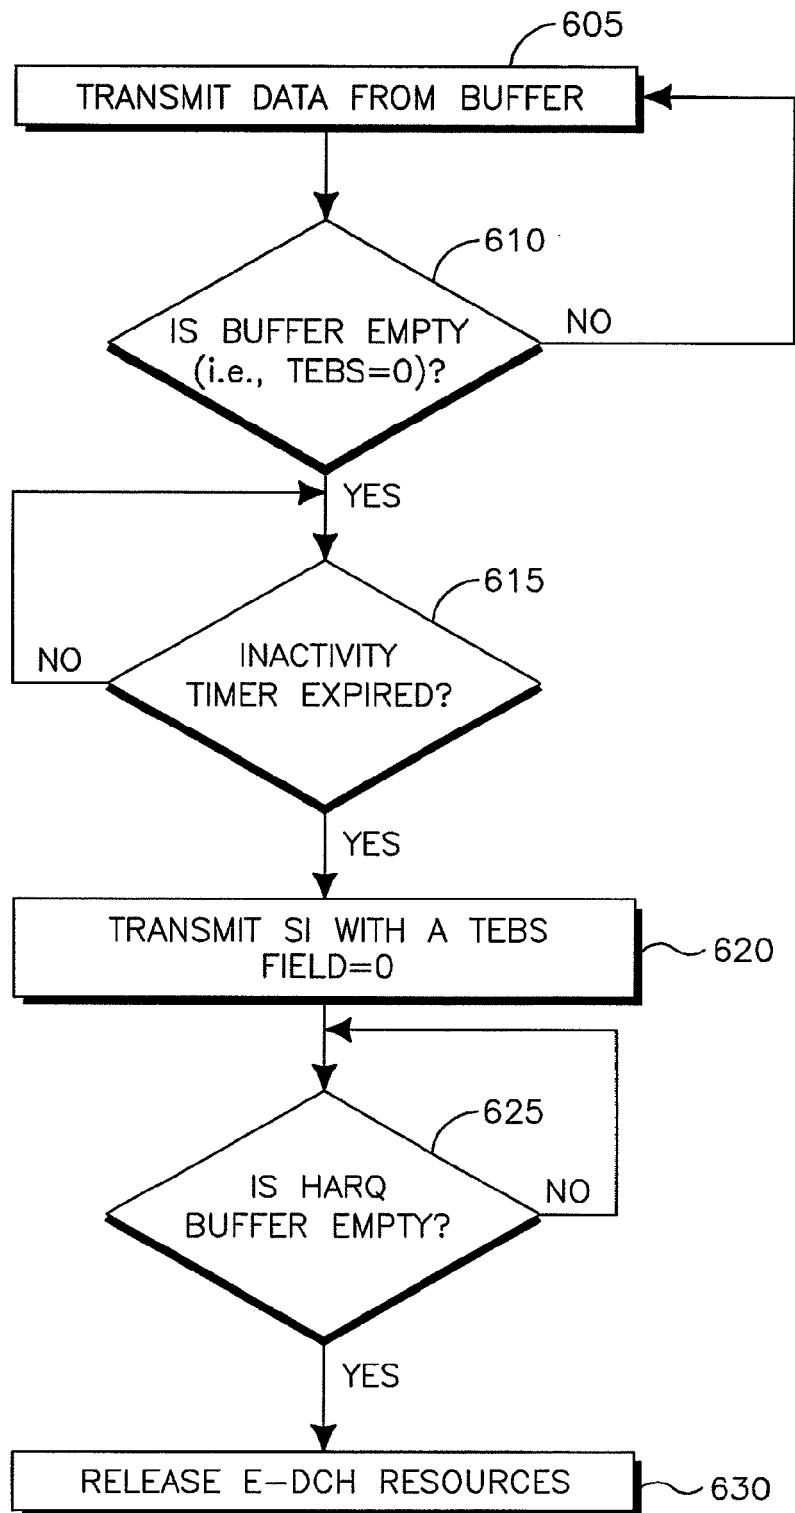 605
TRANSMIT DATA FROM BUFFER
610
IS BUFFER EMPTY
(i.e., TEBS=0)?
NO
YES
615
INACTIVITY
TIMER EXPIRED?
NO
YES
TRANSMIT SI WITH A TEBS
FIELD=0
620
625
IS HARQ
BUFFER EMPTY?
NO
YES
RELEASE E-DCH RESOURCES
630